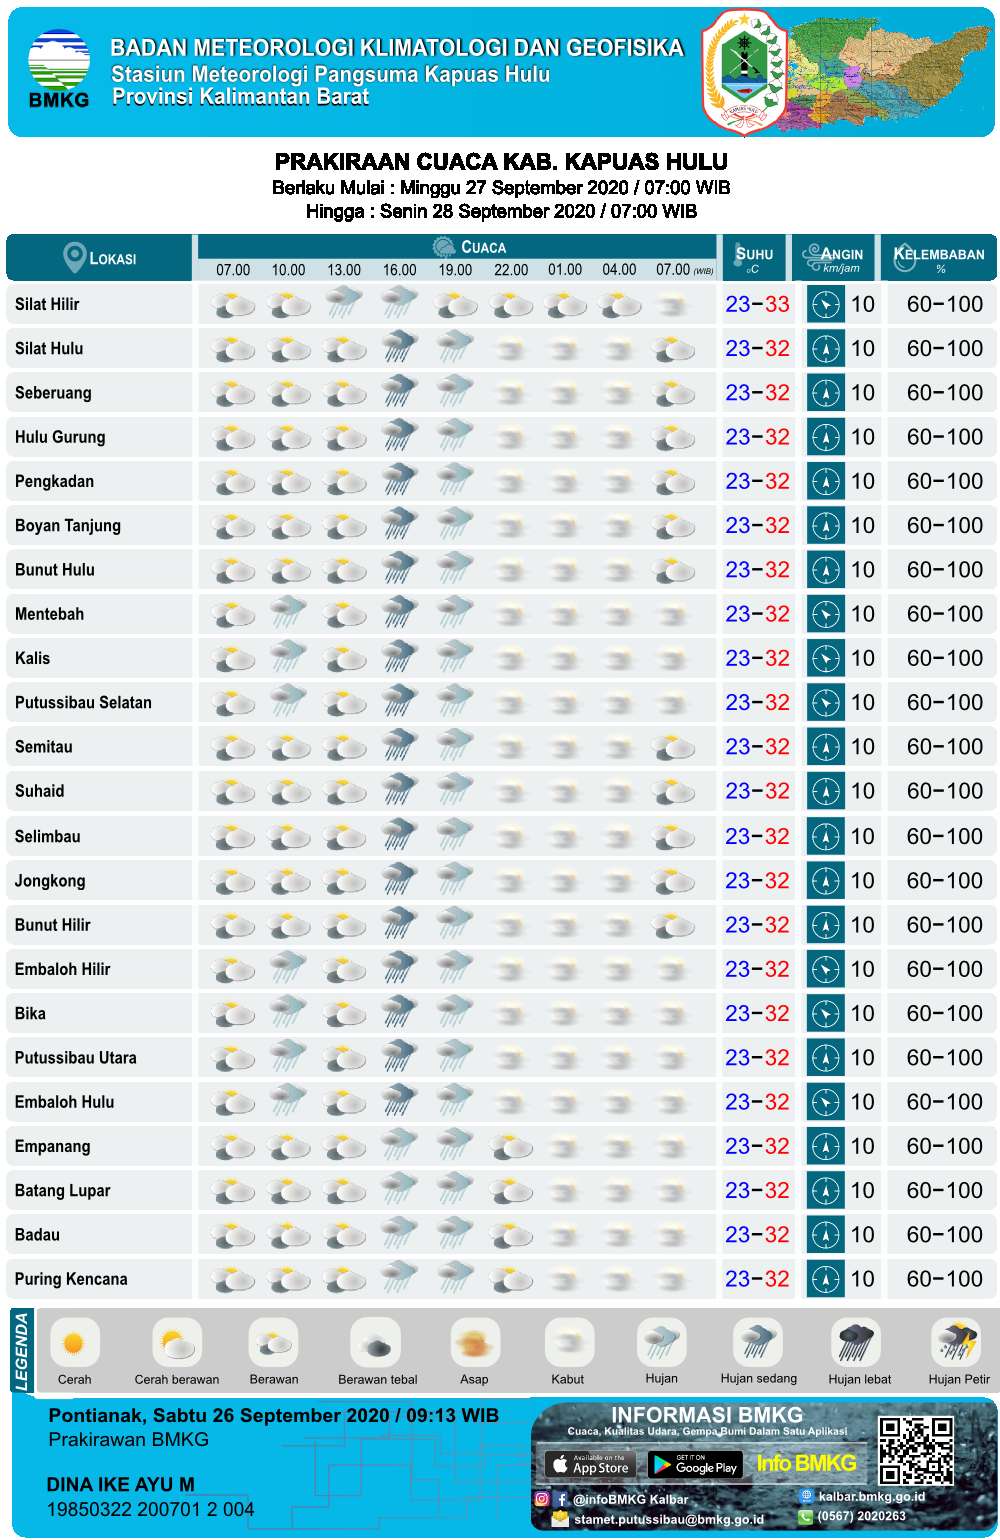 BMKG
BADAN METEOROLOGI KLIMATOLOGI DAN GEOFISIKA
Stasiun Meteorologi Pangsuma Kapuas Hulu
Provinsi Kalimantan Barat
KAPUAS HULU
PRAKIRAAN CUACA KAB. KAPUAS HULU
Berlaku Mulai : Minggu 27 September 2020 / 07:00 WIB
Hingga : Senin 28 September 2020 / 07:00 WIB
LOKASI CUACA SUHU °C ANGIN km/jam KELEMBABAN %
07.00 10.00 13.00 16.00 19.00 22.00 01.00 04.00 07.00 (WIB)
Silat Hilir 23-33 10 60-100
Silat Hulu 23-32 10 60-100
Seberuang 23-32 10 60-100
Hulu Gurung 23-32 10 60-100
Pengkadan 23-32 10 60-100
Boyan Tanjung 23-32 10 60-100
Bunut Hulu 23-32 10 60-100
Mentebah 23-32 10 60-100
Kalis 23-32 10 60-100
Putussibau Selatan 23-32 10 60-100
Semitau 23-32 10 60-100
Suhaid 23-32 10 60-100
Selimbau 23-32 10 60-100
Jongkong 23-32 10 60-100
Bunut Hilir 23-32 10 60-100
Embaloh Hilir 23-32 10 60-100
Bika 23-32 10 60-100
Putussibau Utara 23-32 10 60-100
Embaloh Hulu 23-32 10 60-100
Empanang 23-32 10 60-100
Batang Lupar 23-32 10 60-100
Badau 23-32 10 60-100
Puring Kencana 23-32 10 60-100
LEGENDA
Cerah Cerah berawan Berawan Berawan tebal Asap Kabut Hujan Hujan sedang Hujan lebat Hujan Petir
Pontianak, Sabtu 26 September 2020 / 09:13 WIB
Prakirawan BMKG
DINA IKE AYU M
19850322 200701 2 004
INFORMASI BMKG
Cuaca, Kualitas Udara, Gempa Bumi Dalam Satu Aplikasi
Available on the App Store
GET IT ON Google Play
Info BMKG
@infoBMKG Kalbar
kalbar.bmkg.go.id
stamet.putussibau@bmkg.go.id
(0567) 2020263